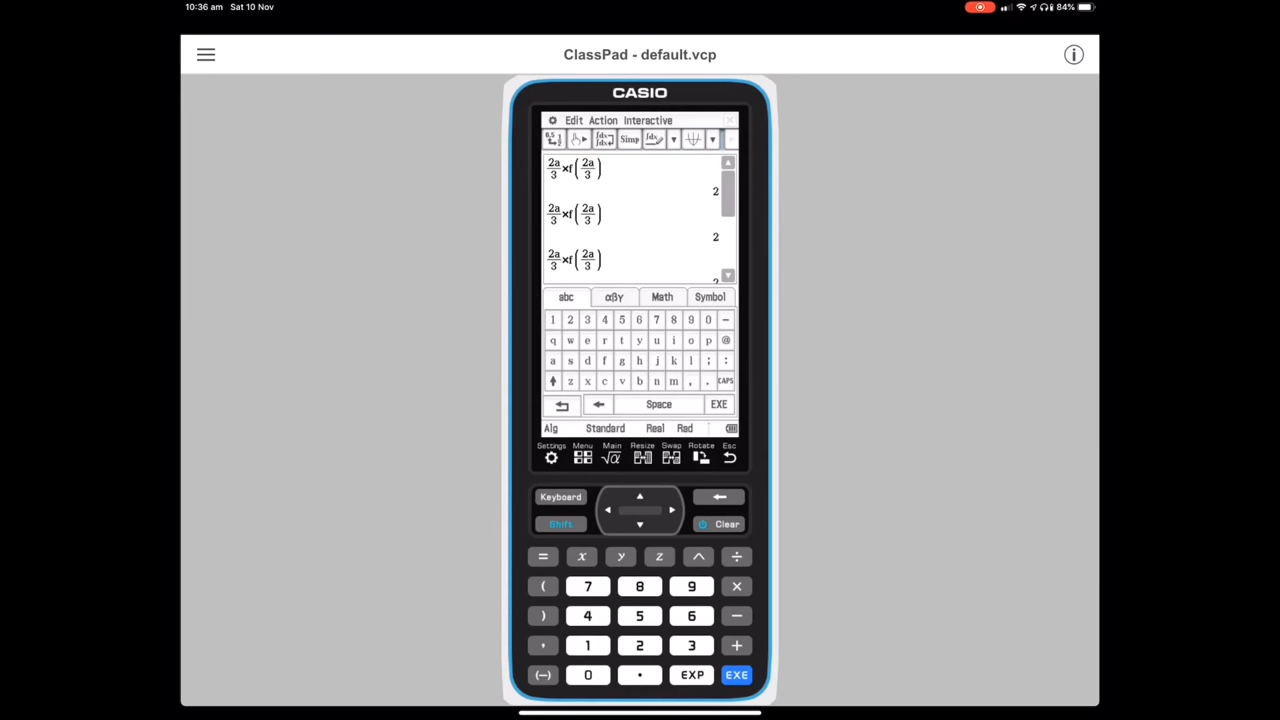 10:36 am Sat 10 Nov 84%
ClassPad - default.vcp
CASIO
Edit Action Interactive
Simp
2a/3×f(2a/3)
2
2a/3×f(2a/3)
2
2a/3×f(2a/3)
abc αβγ Math Symbol
1 2 3 4 5 6 7 8 9 0 −
q w e r t y u i o p @
a s d f g h j k l ; :
z x c v b n m , . CAPS
Space EXE
Alg Standard Real Rad
Settings Menu Main Resize Swap Rotate Esc
Keyboard
Shift Clear
= x y z ^ ÷
( 7 8 9 ×
) 4 5 6 −
, 1 2 3 +
(−) 0 . EXP EXE